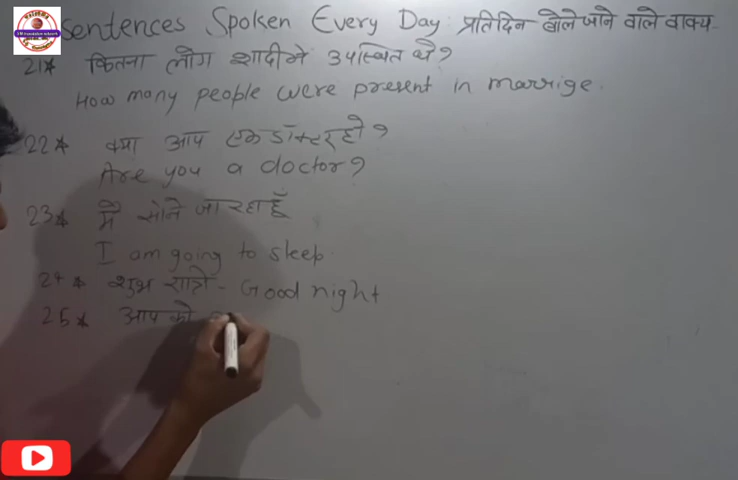 Sentences Spoken Every Day प्रतिदिन बोले जाने वाले वाक्य
21* कितना लोग शादी मे उपस्थित थे?
How many people were present in marrige.
22* क्या आप एक डॉक्टर हो?
Are you a doctor?
23* मै सोने जा रहा हूँ
I am going to sleep.
24* शुभ रात्रि - Good night
25* आप को